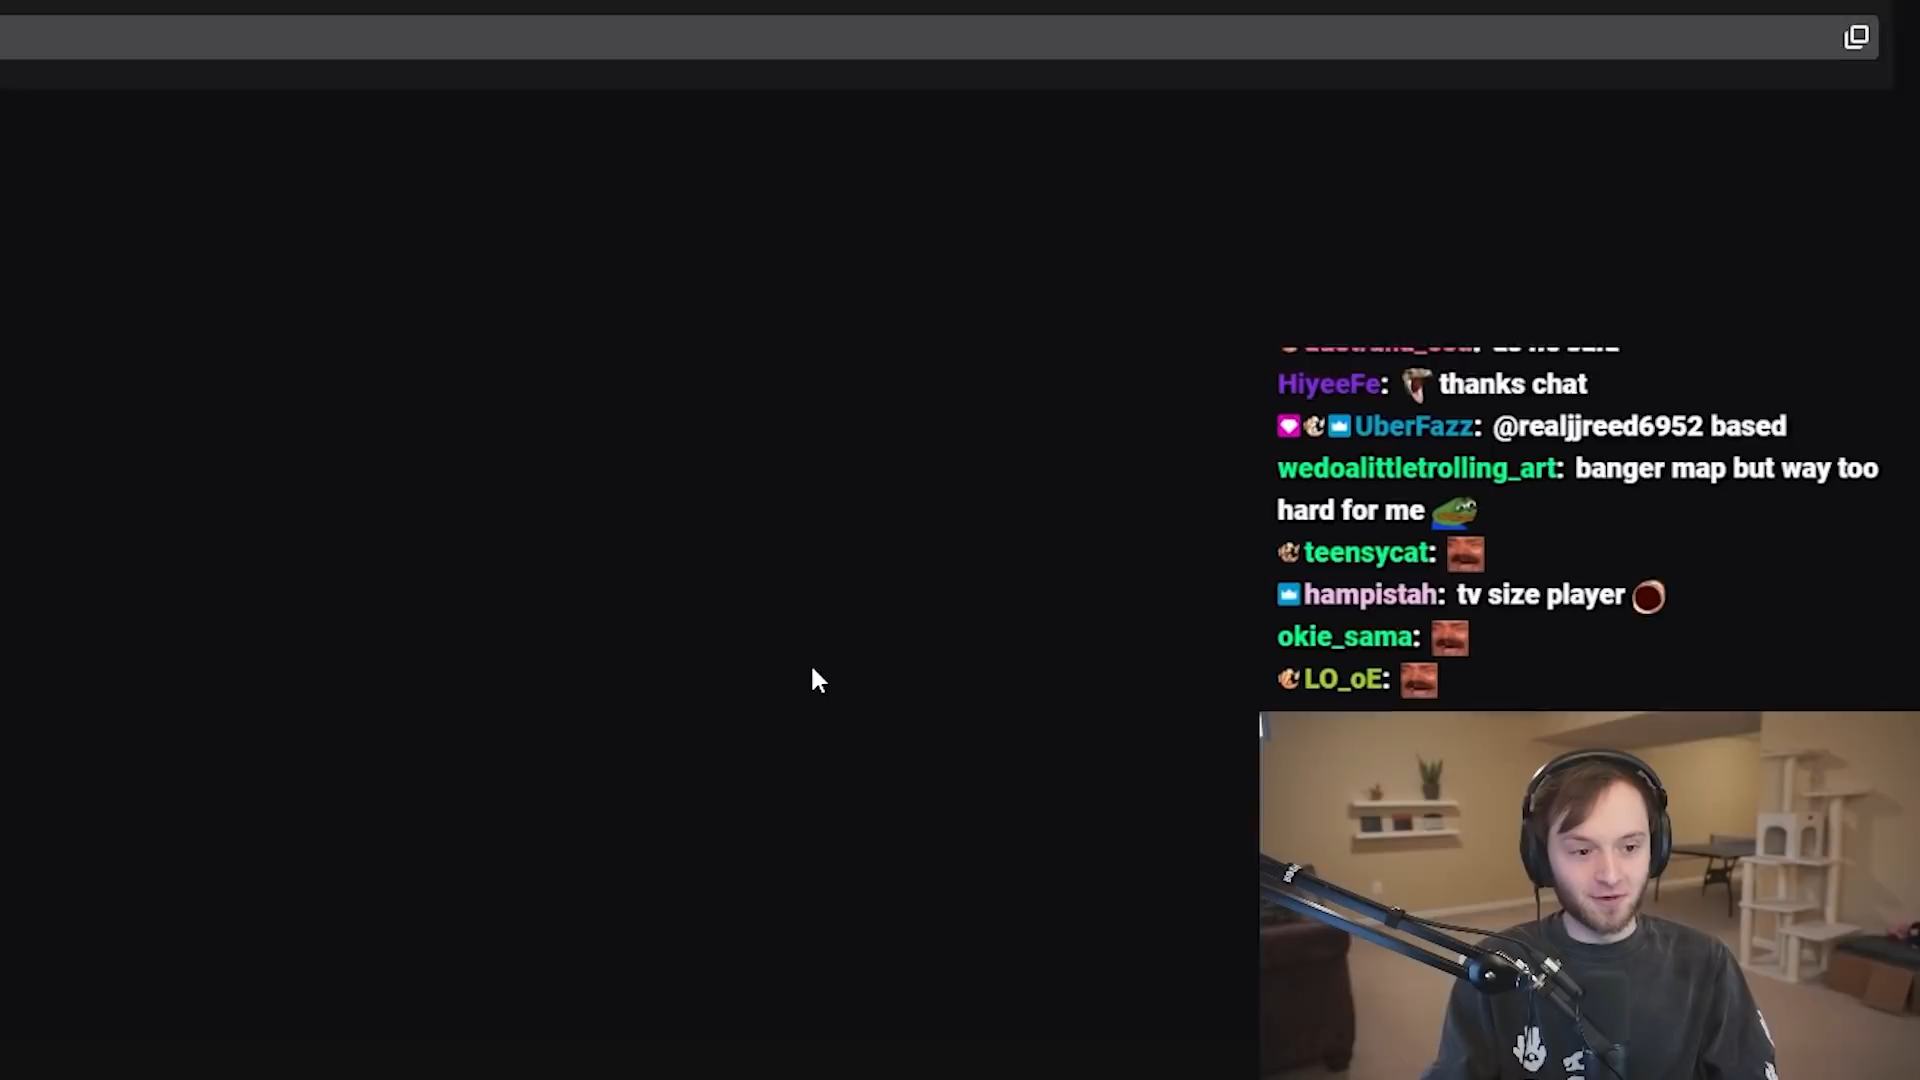 HiyeeFe: thanks chat
UberFazz: @realjjreed6952 based
wedoalittletrolling_art: banger map but way too
hard for me
teensycat:
hampistah: tv size player
okie_sama:
LO_oE: